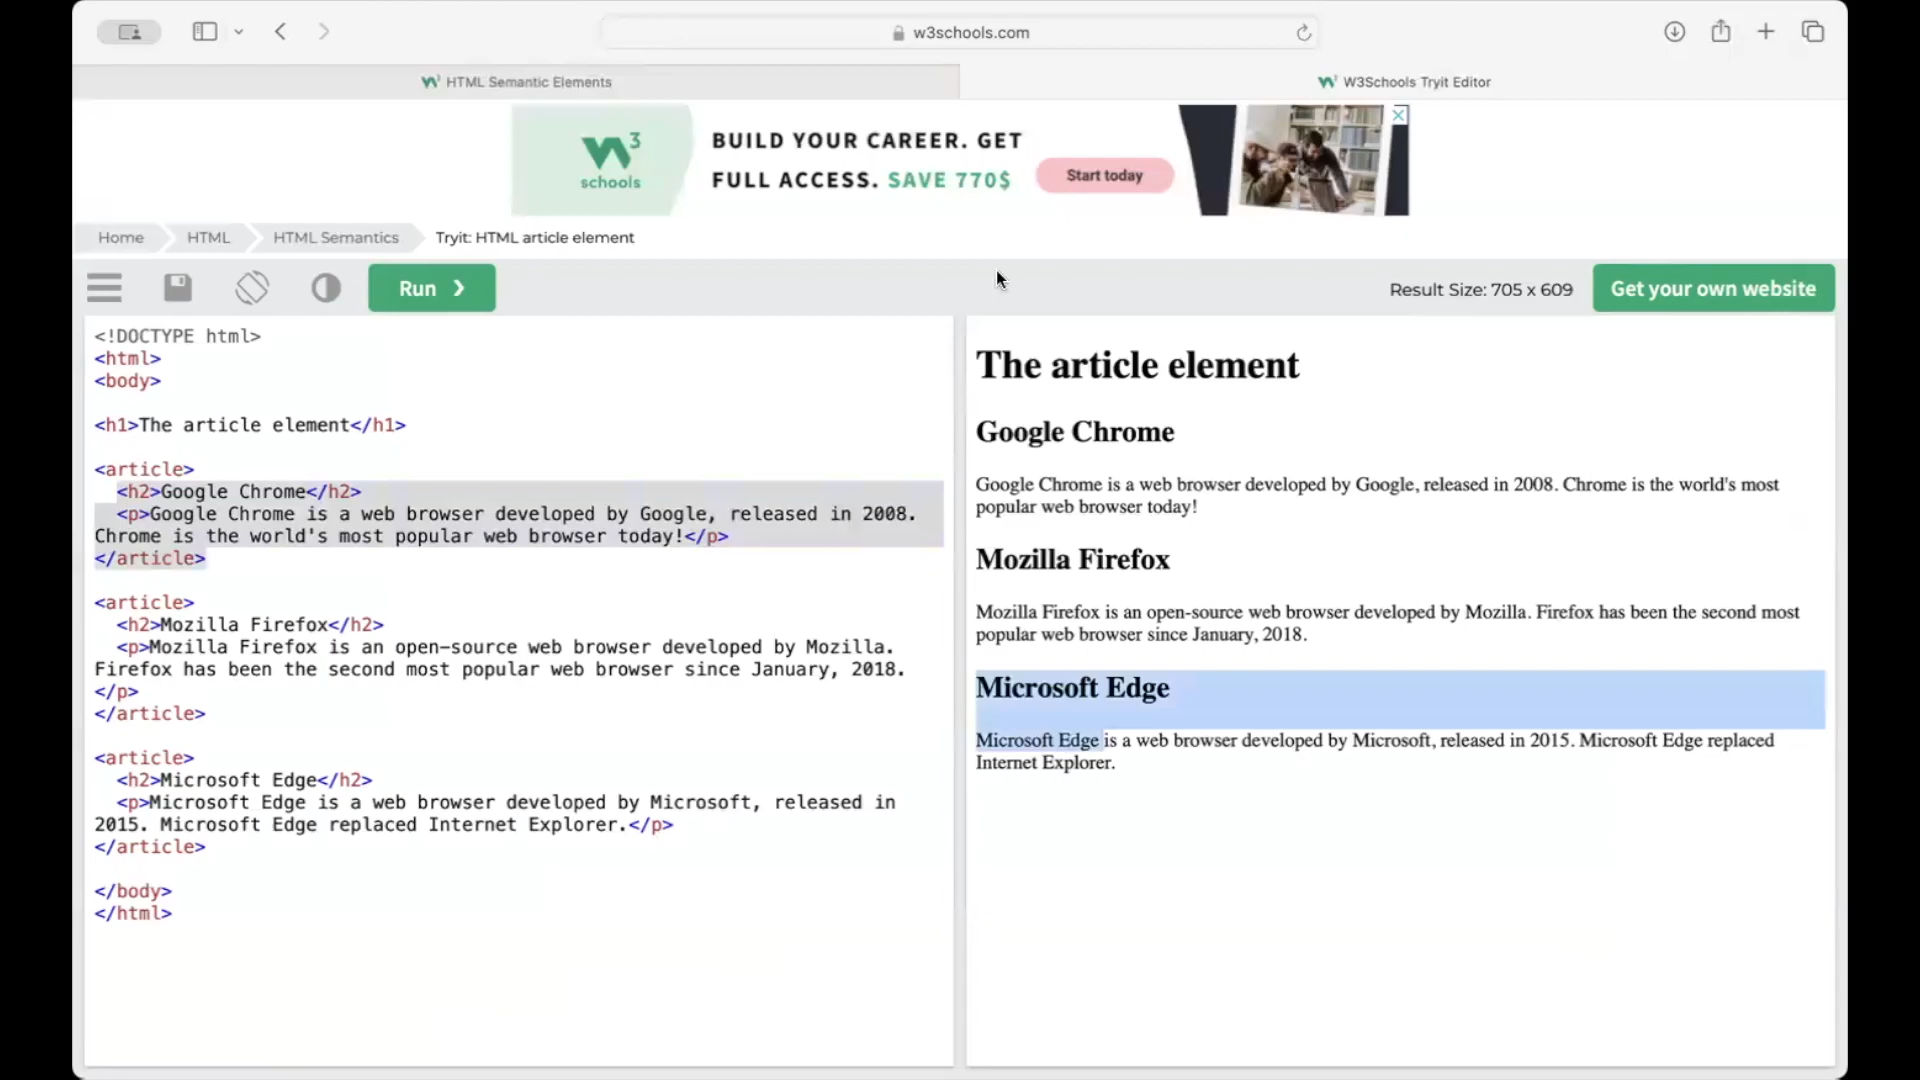 w3schools.com
HTML Semantic Elements
W3Schools Tryit Editor
W3 schools
BUILD YOUR CAREER. GET
FULL ACCESS. SAVE 770$
Start today
Home
HTML
HTML Semantics
Tryit: HTML article element
Run ❯
Result Size: 705 x 609
Get your own website
<!DOCTYPE html>
<html>
<body>
<h1>The article element</h1>
<article>
<h2>Google Chrome</h2>
<p>Google Chrome is a web browser developed by Google, released in 2008.
Chrome is the world's most popular web browser today!</p>
</article>
<article>
<h2>Mozilla Firefox</h2>
<p>Mozilla Firefox is an open-source web browser developed by Mozilla.
Firefox has been the second most popular web browser since January, 2018.
</p>
</article>
<article>
<h2>Microsoft Edge</h2>
<p>Microsoft Edge is a web browser developed by Microsoft, released in
2015. Microsoft Edge replaced Internet Explorer.</p>
</article>
</body>
</html>
The article element
Google Chrome
Google Chrome is a web browser developed by Google, released in 2008. Chrome is the world's most
popular web browser today!
Mozilla Firefox
Mozilla Firefox is an open-source web browser developed by Mozilla. Firefox has been the second most
popular web browser since January, 2018.
Microsoft Edge
Microsoft Edge is a web browser developed by Microsoft, released in 2015. Microsoft Edge replaced
Internet Explorer.